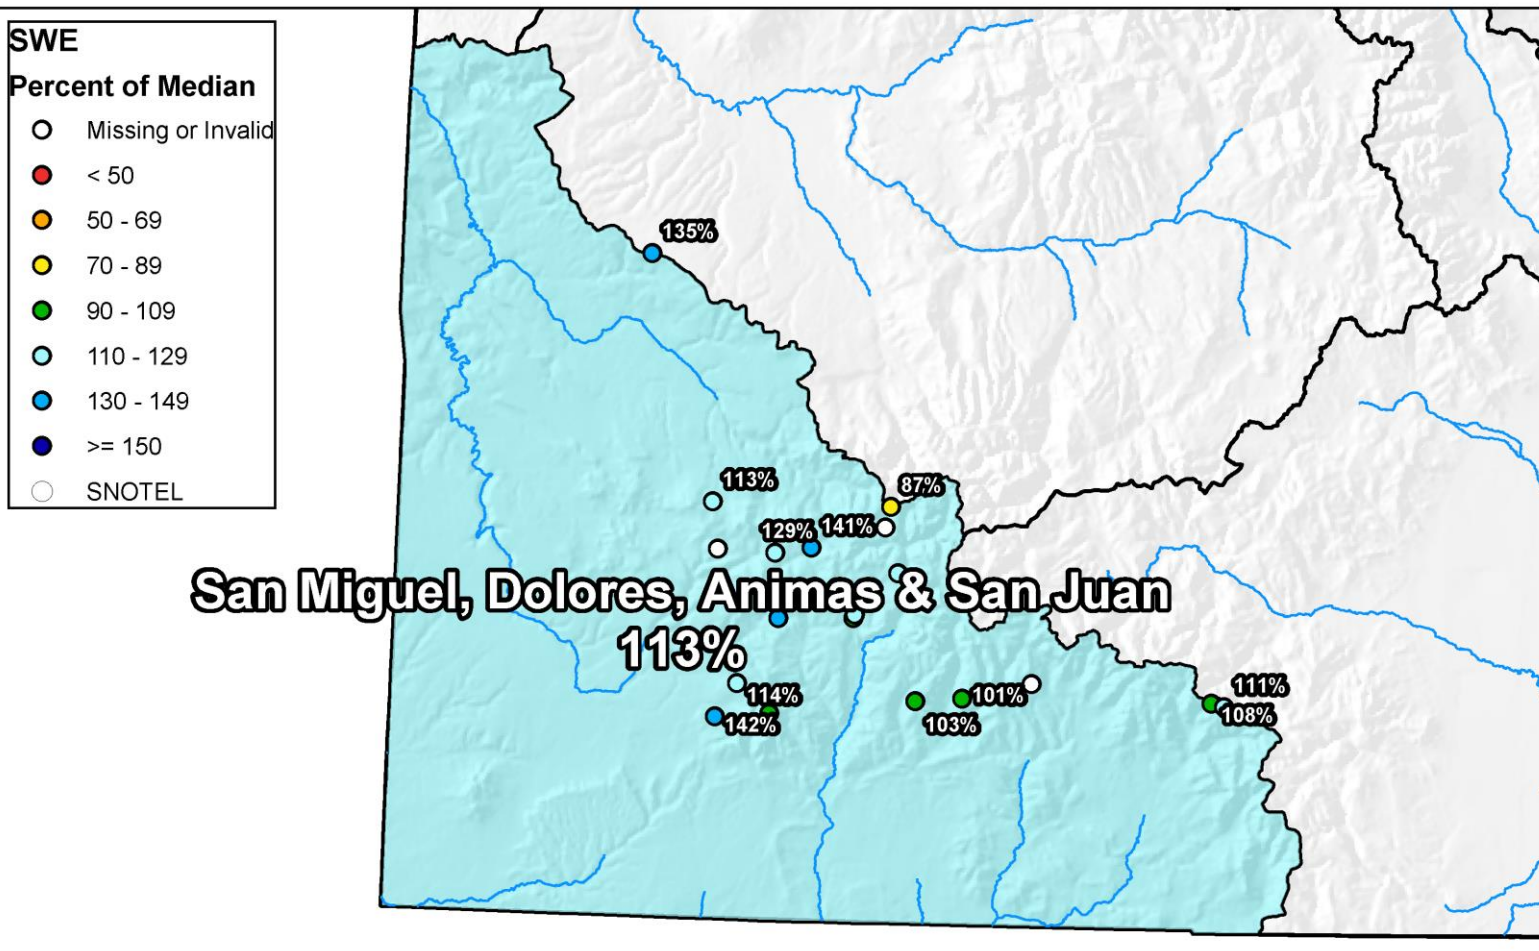 SWE
Percent of Median
Missing or Invalid
< 50
50 - 69
70 - 89
90 - 109
110 - 129
130 - 149
>= 150
SNOTEL
135%
113%
87%
129%
141%
San Miguel, Dolores, Animas & San Juan
113%
114%
142%
101%
103%
111%
108%